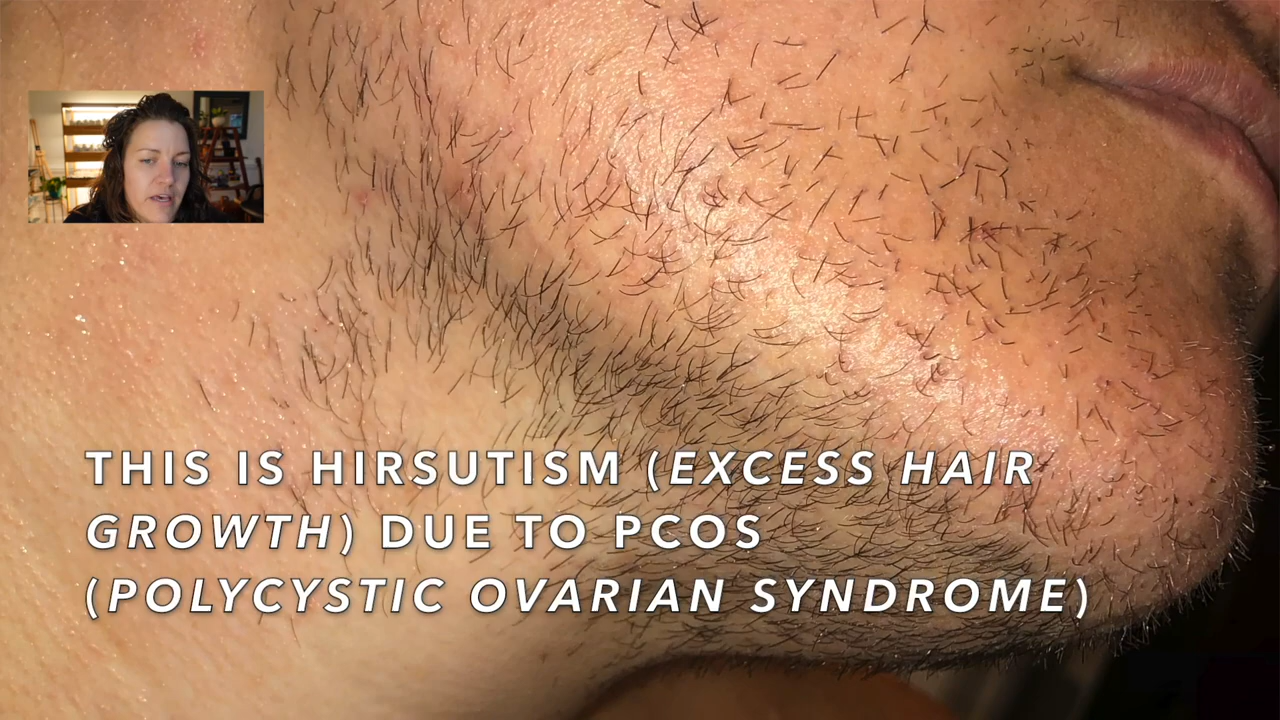 THIS IS HIRSUTISM (EXCESS HAIR
GROWTH) DUE TO PCOS
(POLYCYSTIC OVARIAN SYNDROME)